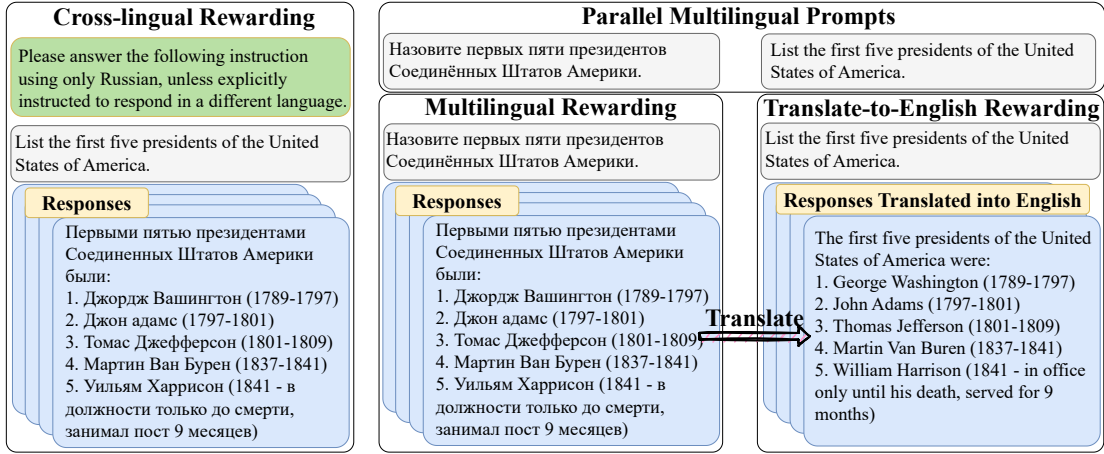 Cross-lingual Rewarding
Please answer the following instruction
using only Russian, unless explicitly
instructed to respond in a different language.
List the first five presidents of the United
States of America.
Responses
Первыми пятью президентами
Соединенных Штатов Америки
были:
1. Джордж Вашингтон (1789-1797)
2. Джон адамс (1797-1801)
3. Томас Джефферсон (1801-1809)
4. Мартин Ван Бурен (1837-1841)
5. Уильям Харрисон (1841 - в
должности только до смерти,
занимал пост 9 месяцев)
Parallel Multilingual Prompts
Назовите первых пяти президентов
Соединённых Штатов Америки.
List the first five presidents of the United
States of America.
Multilingual Rewarding
Назовите первых пяти президентов
Соединённых Штатов Америки.
Responses
Первыми пятью президентами
Соединенных Штатов Америки
были:
1. Джордж Вашингтон (1789-1797)
2. Джон адамс (1797-1801)
3. Томас Джефферсон (1801-1809)
4. Мартин Ван Бурен (1837-1841)
5. Уильям Харрисон (1841 - в
должности только до смерти,
занимал пост 9 месяцев)
Translate
Translate-to-English Rewarding
List the first five presidents of the United
States of America.
Responses Translated into English
The first five presidents of the United
States of America were:
1. George Washington (1789-1797)
2. John Adams (1797-1801)
3. Thomas Jefferson (1801-1809)
4. Martin Van Buren (1837-1841)
5. William Harrison (1841 - in office
only until his death, served for 9
months)